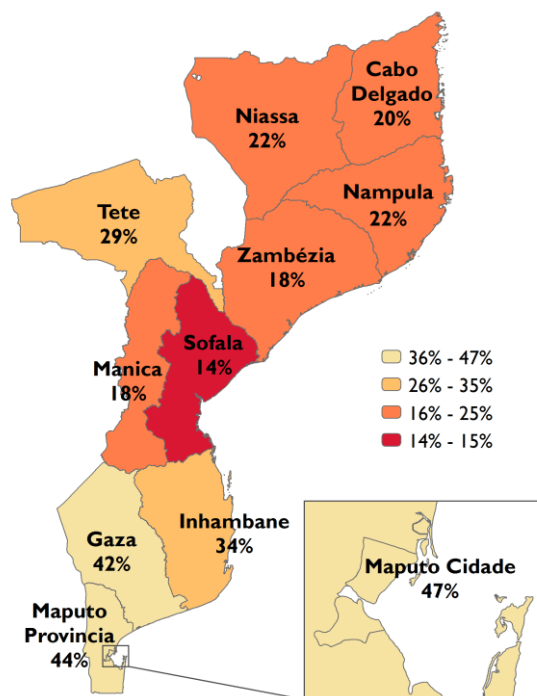 Cabo
Delgado
20%
Niassa
22%
Nampula
22%
Tete
29%
Zambézia
18%
Sofala
14%
Manica
18%
36% - 47%
26% - 35%
16% - 25%
14% - 15%
Inhambane
34%
Gaza
42%
Maputo Cidade
47%
Maputo
Provincia
44%